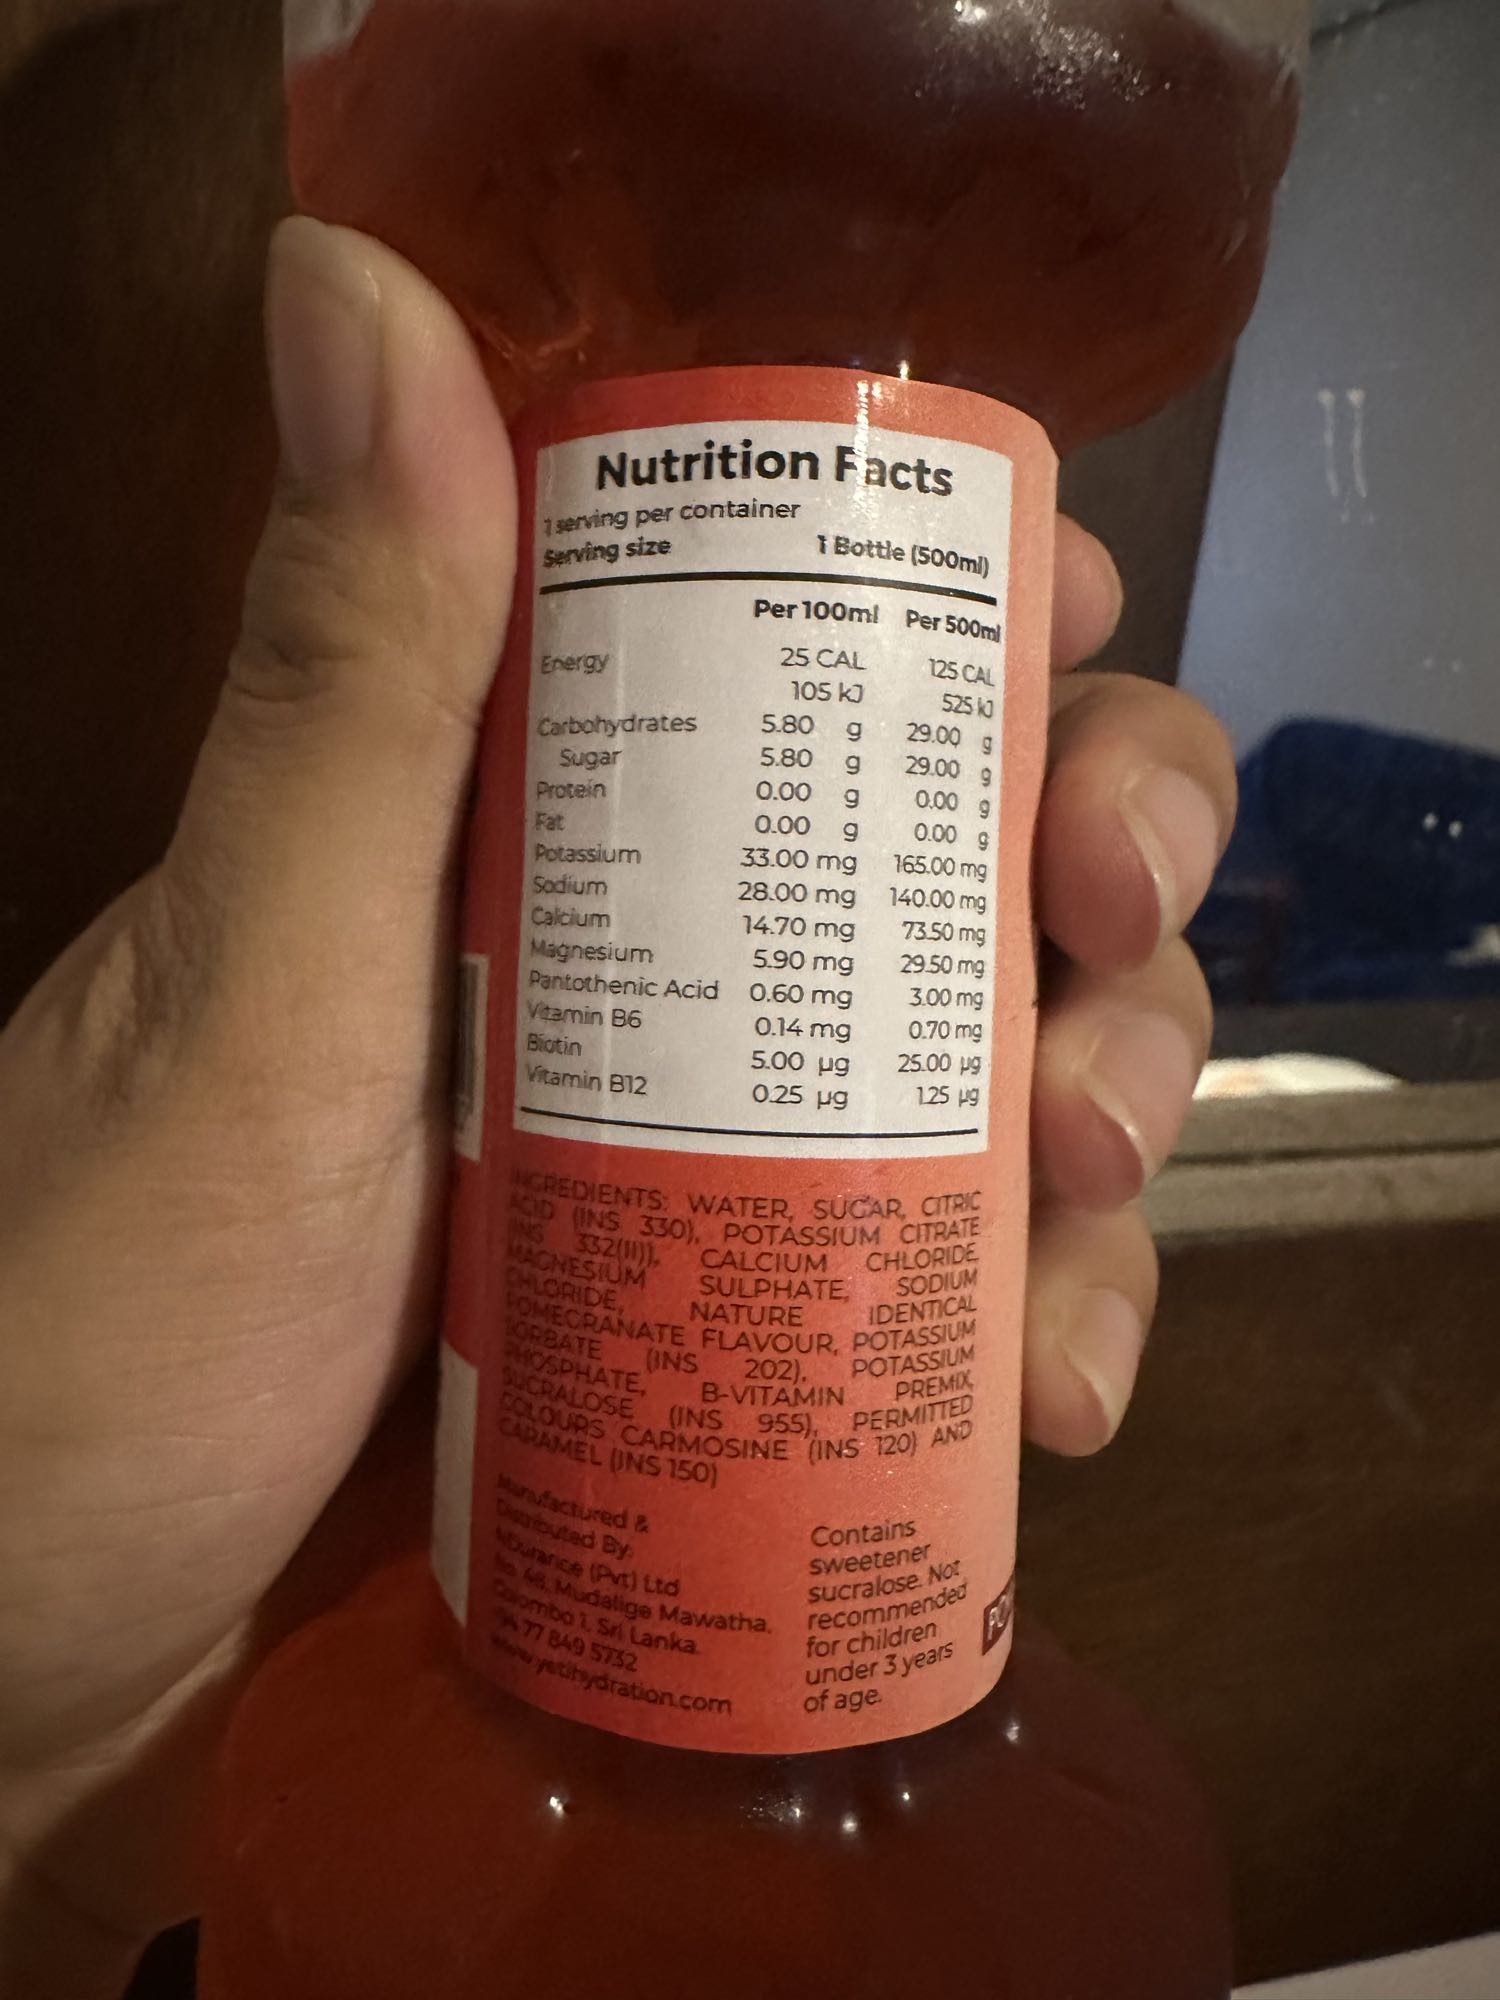 Nutrition Facts
1 serving per container
Serving size 1 Bottle (500ml)
Per 100ml Per 500ml
Energy 25 CAL 125 CAL
105 kJ 525 kJ
Carbohydrates 5.80 g 29.00 g
Sugar 5.80 g 29.00 g
Protein 0.00 g 0.00 g
Fat 0.00 g 0.00 g
Potassium 33.00 mg 165.00 mg
Sodium 28.00 mg 140.00 mg
Calcium 14.70 mg 73.50 mg
Magnesium 5.90 mg 29.50 mg
Pantothenic Acid 0.60 mg 3.00 mg
Vitamin B6 0.14 mg 0.70 mg
Biotin 5.00 µg 25.00 µg
Vitamin B12 0.25 µg 1.25 µg
INGREDIENTS: WATER, SUGAR, CITRIC
ACID (INS 330), POTASSIUM CITRATE
(INS 332(II)), CALCIUM CHLORIDE,
MAGNESIUM SULPHATE, SODIUM
CHLORIDE, NATURE IDENTICAL
POMEGRANATE FLAVOUR, POTASSIUM
SORBATE (INS 202), POTASSIUM
PHOSPHATE, B-VITAMIN PREMIX,
SUCRALOSE (INS 955), PERMITTED
COLOURS CARMOSINE (INS 120) AND
CARAMEL (INS 150)
Manufactured &
Distributed By:
(Pvt) Ltd
No. 46, Mudalige Mawatha,
Colombo 1, Sri Lanka.
77 849 5732
www.yetihydration.com
Contains
sweetener
sucralose. Not
recommended
for children
under 3 years
of age.